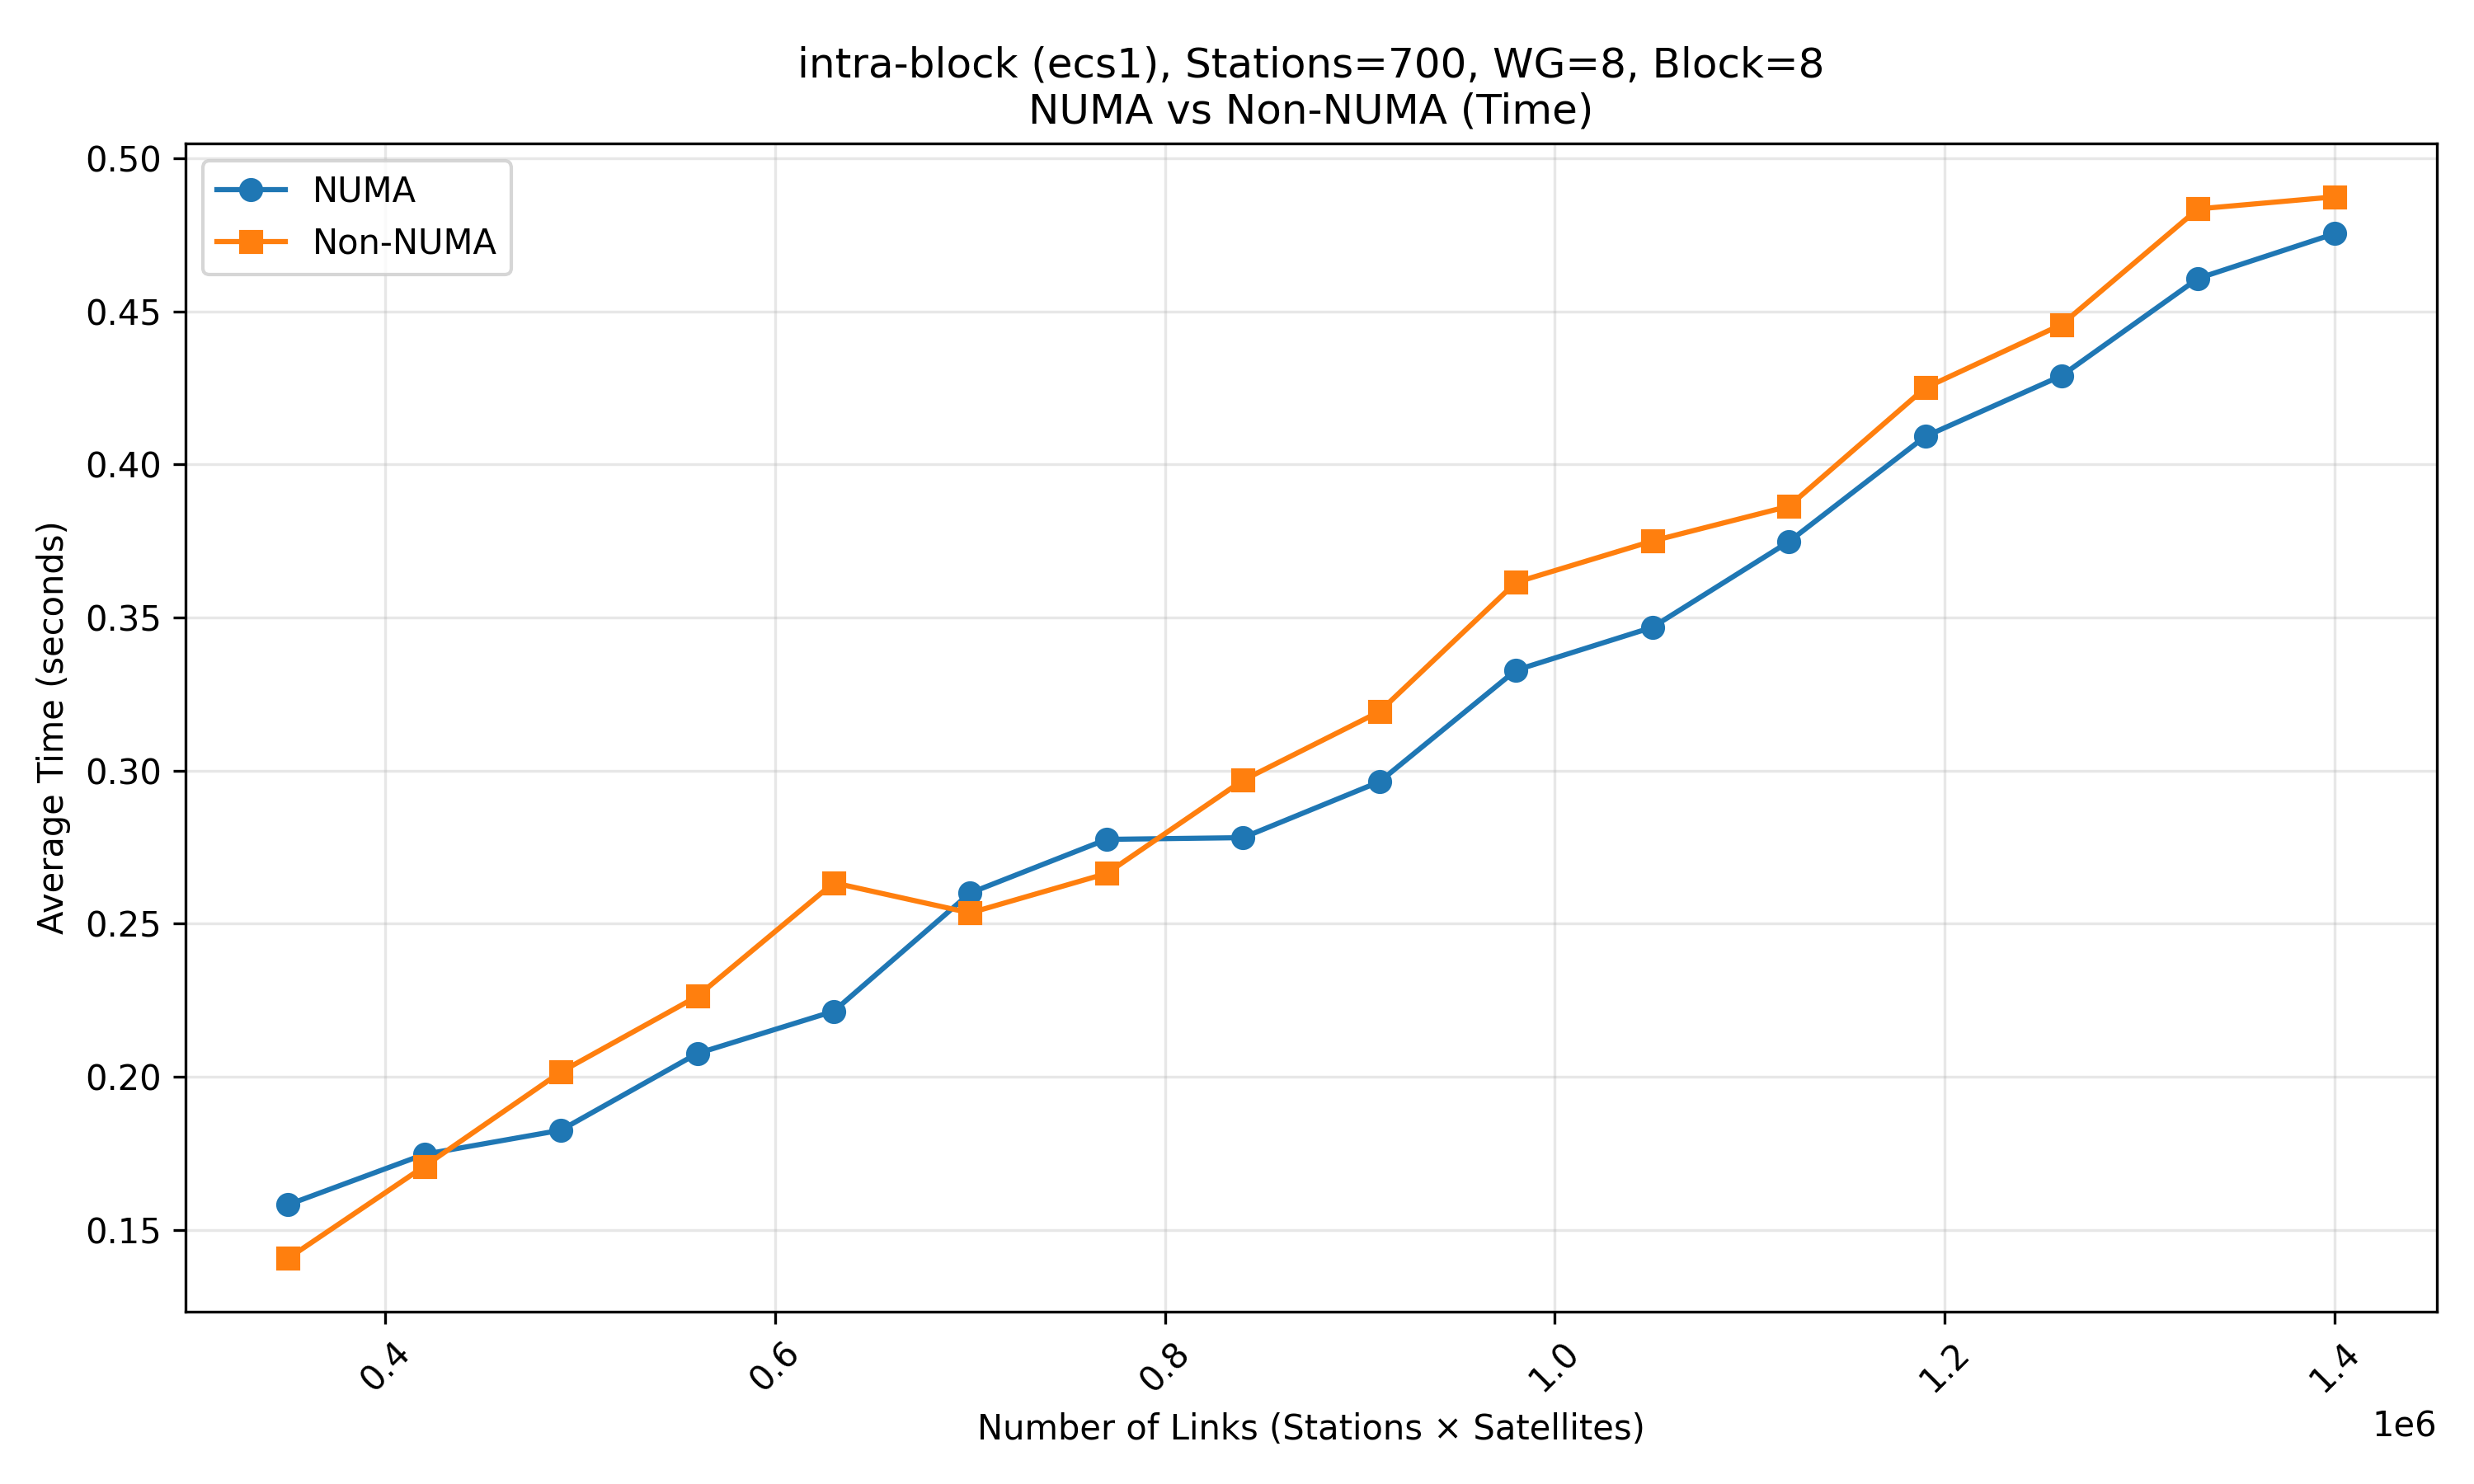 intra-block (ecs1), Stations=700, WG=8, Block=8
NUMA vs Non-NUMA (Time)
NUMA
Non-NUMA
Average Time (seconds)
0.50
0.45
0.40
0.35
0.30
0.25
0.20
0.15
0.4
0.6
0.8
1.0
1.2
1.4
Number of Links (Stations × Satellites)
1e6